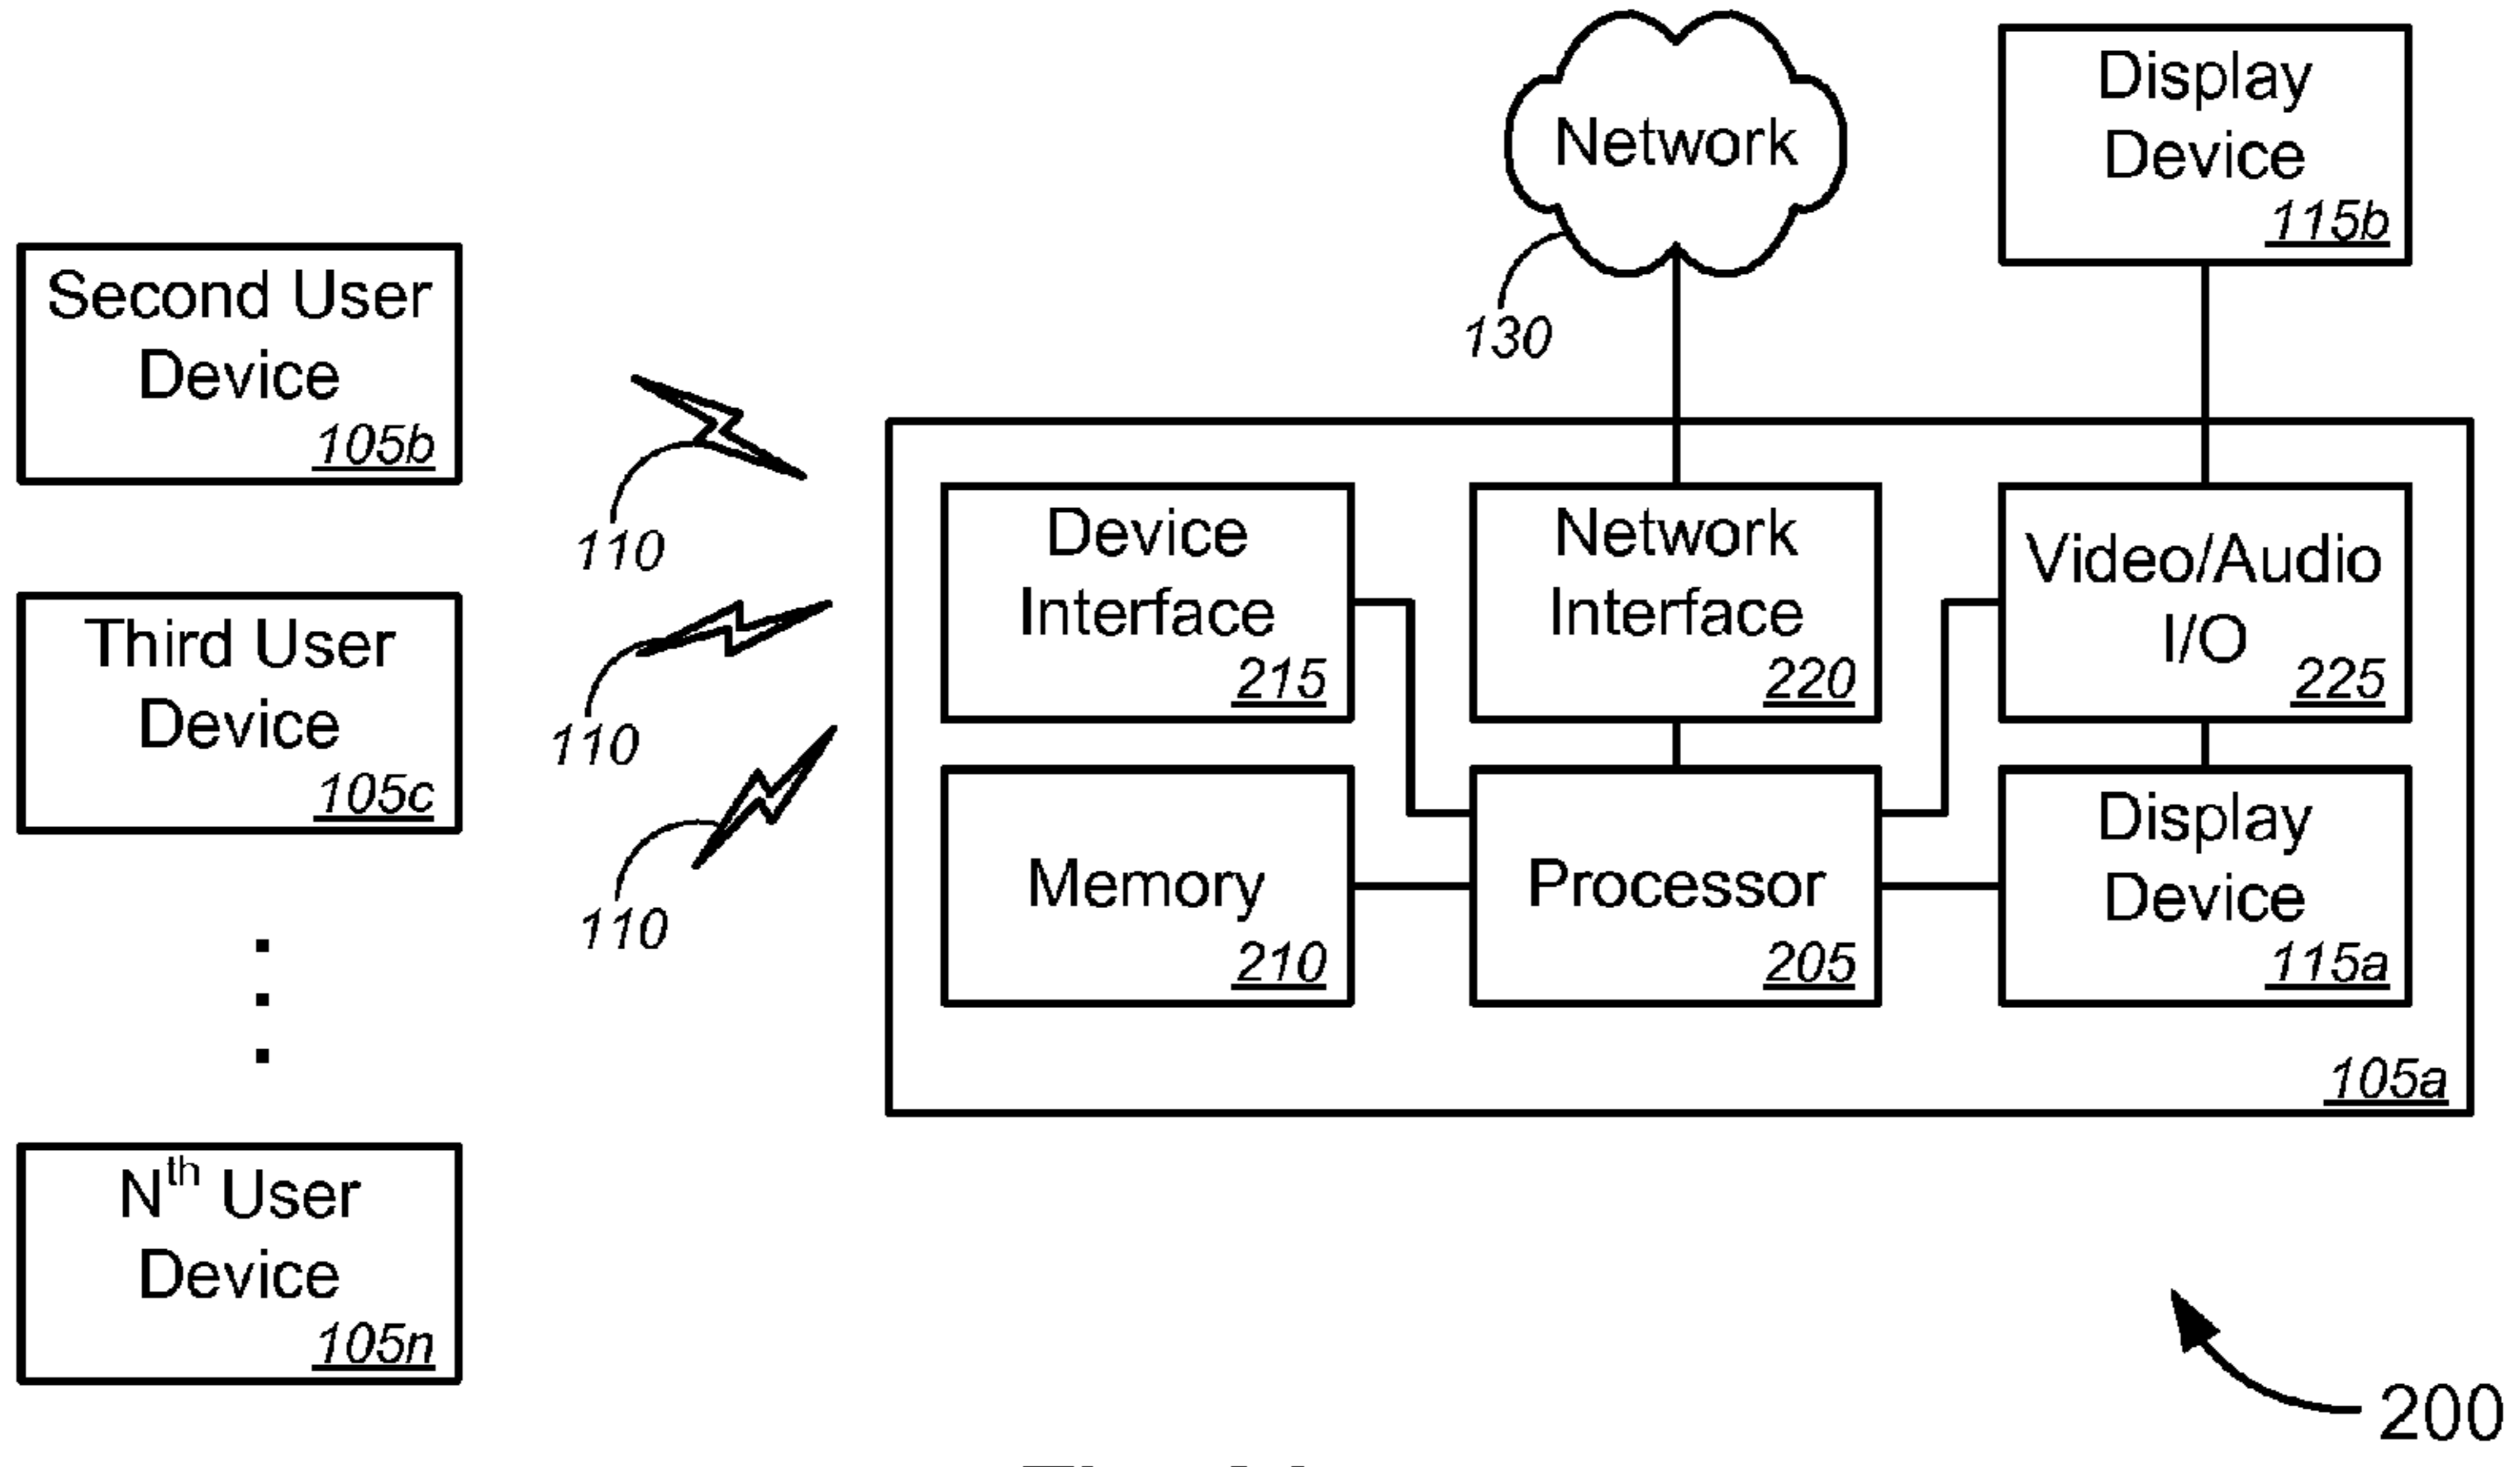 Network
130
Display
Device
115b
Second User
Device
105b
110
Third User
Device
105c
110
110
Nth User
Device
105n
Device
Interface
215
Network
Interface
220
Video/Audio
I/O
225
Memory
210
Processor
205
Display
Device
115a
105a
200